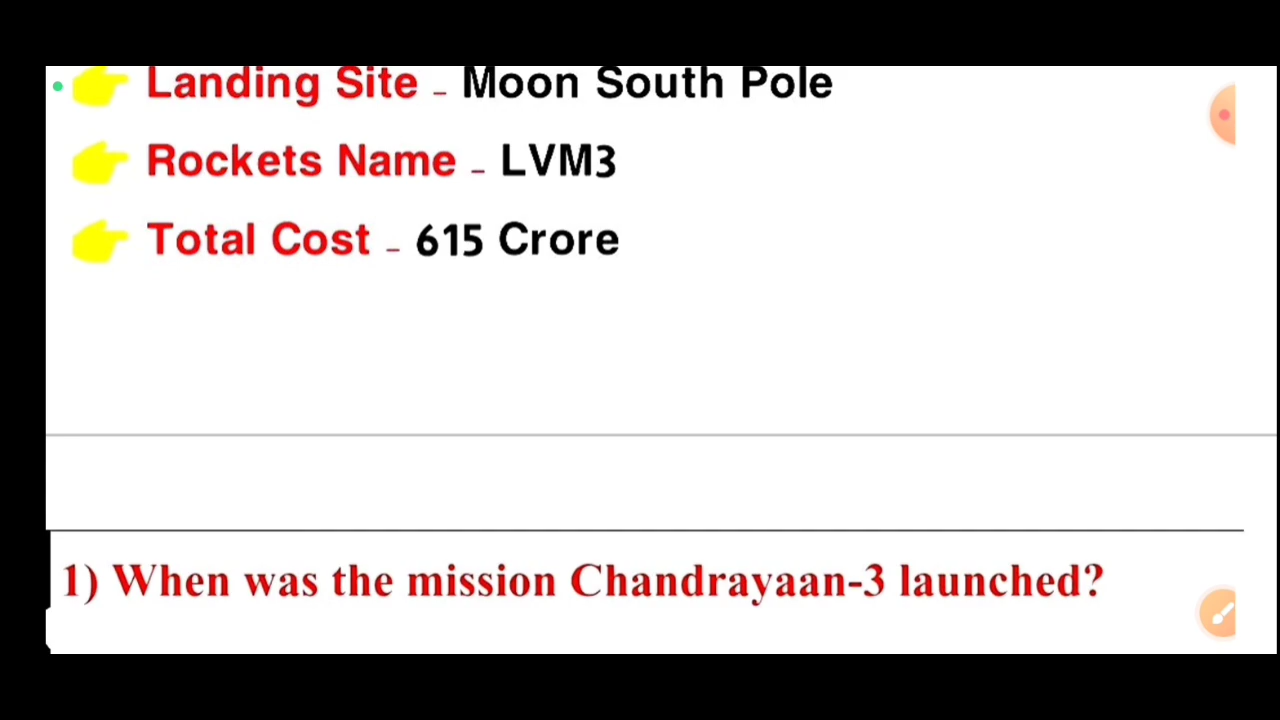 Landing Site - Moon South Pole
Rockets Name - LVM3
Total Cost - 615 Crore
1) When was the mission Chandrayaan-3 launched?